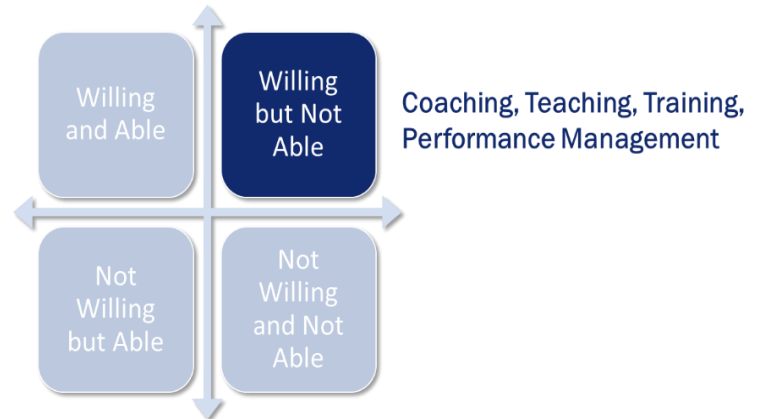 Willing
and Able
Willing
but Not
Able
Coaching, Teaching, Training,
Performance Management
Not
Willing
but Able
Not
Willing
and Not
Able